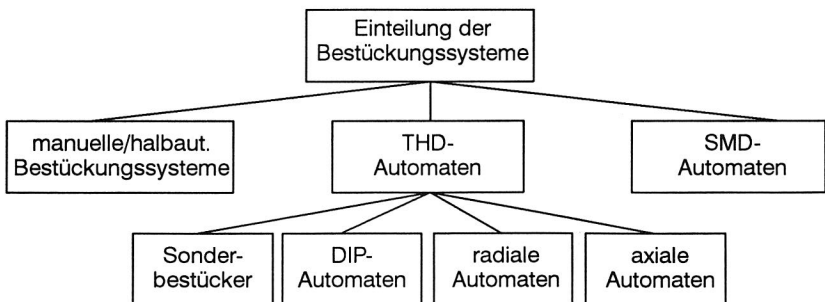 Einteilung der
Bestückungssysteme
manuelle/halbaut.
Bestückungssysteme
THD-
Automaten
SMD-
Automaten
Sonder-
bestücker
DIP-
Automaten
radiale
Automaten
axiale
Automaten